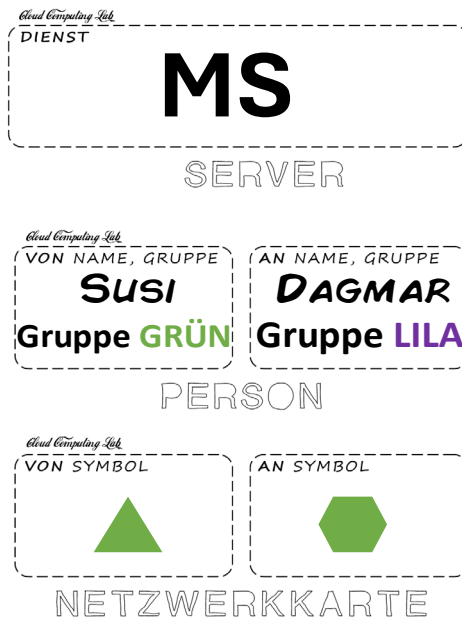 Cloud Computing Lab
DIENST
MS
SERVER
Cloud Computing Lab
VON NAME, GRUPPE
SUSI
Gruppe GRÜN
AN NAME, GRUPPE
DAGMAR
Gruppe LILA
PERSON
Cloud Computing Lab
VON SYMBOL
AN SYMBOL
NETZWERKKARTE